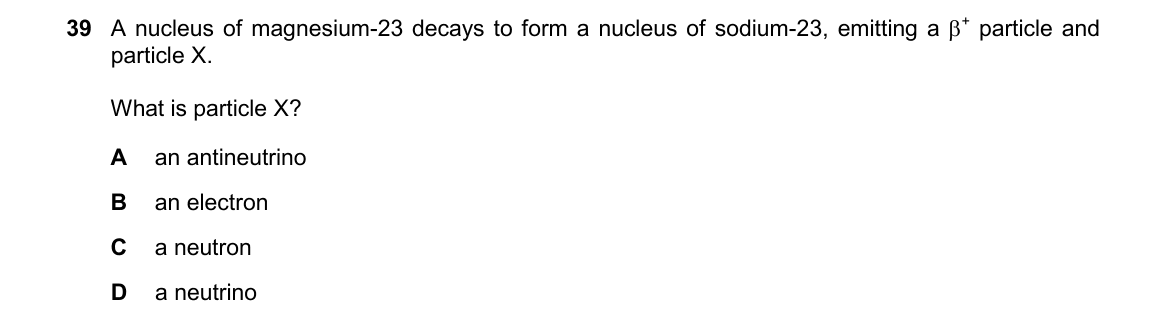 39 A nucleus of magnesium-23 decays to form a nucleus of sodium-23, emitting a β⁺ particle and
particle X.
What is particle X?
A an antineutrino
B an electron
C a neutron
D a neutrino